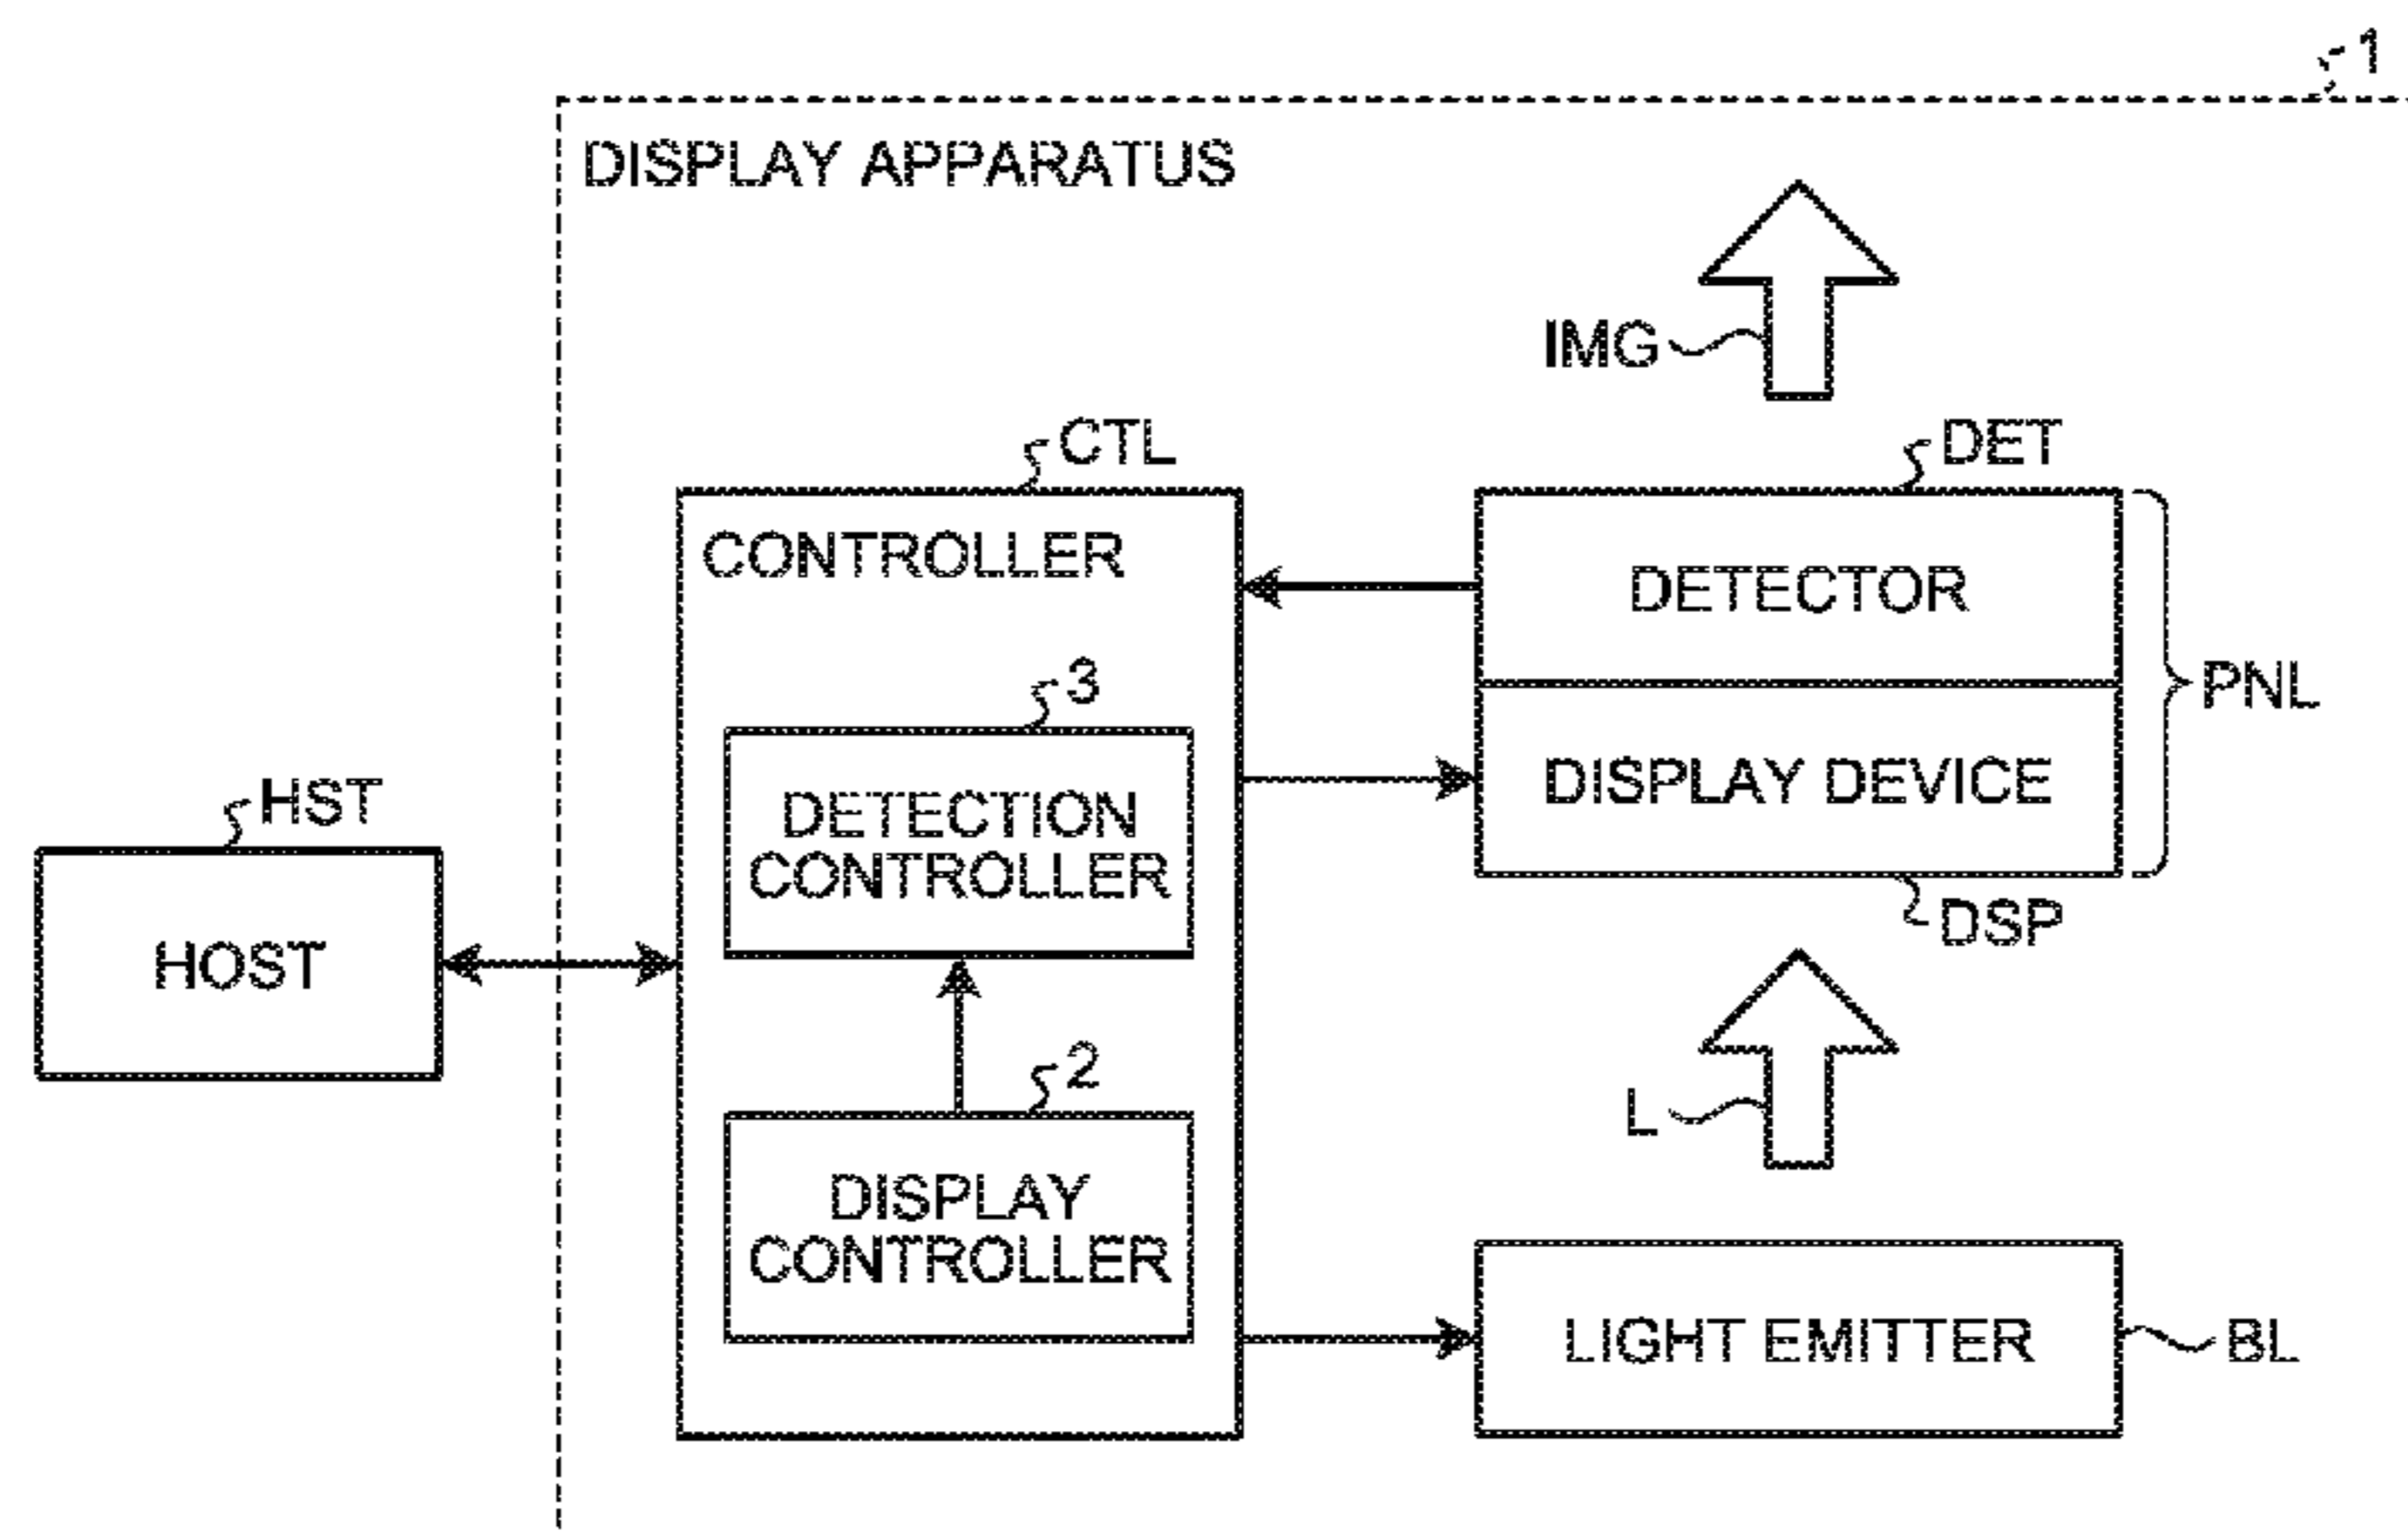 1
DISPLAY APPARATUS
IMG
CTL
DET
CONTROLLER
DETECTOR
3
PNL
HST
DETECTION
CONTROLLER
DISPLAY DEVICE
DSP
HOST
2
L
DISPLAY
CONTROLLER
LIGHT EMITTER
BL